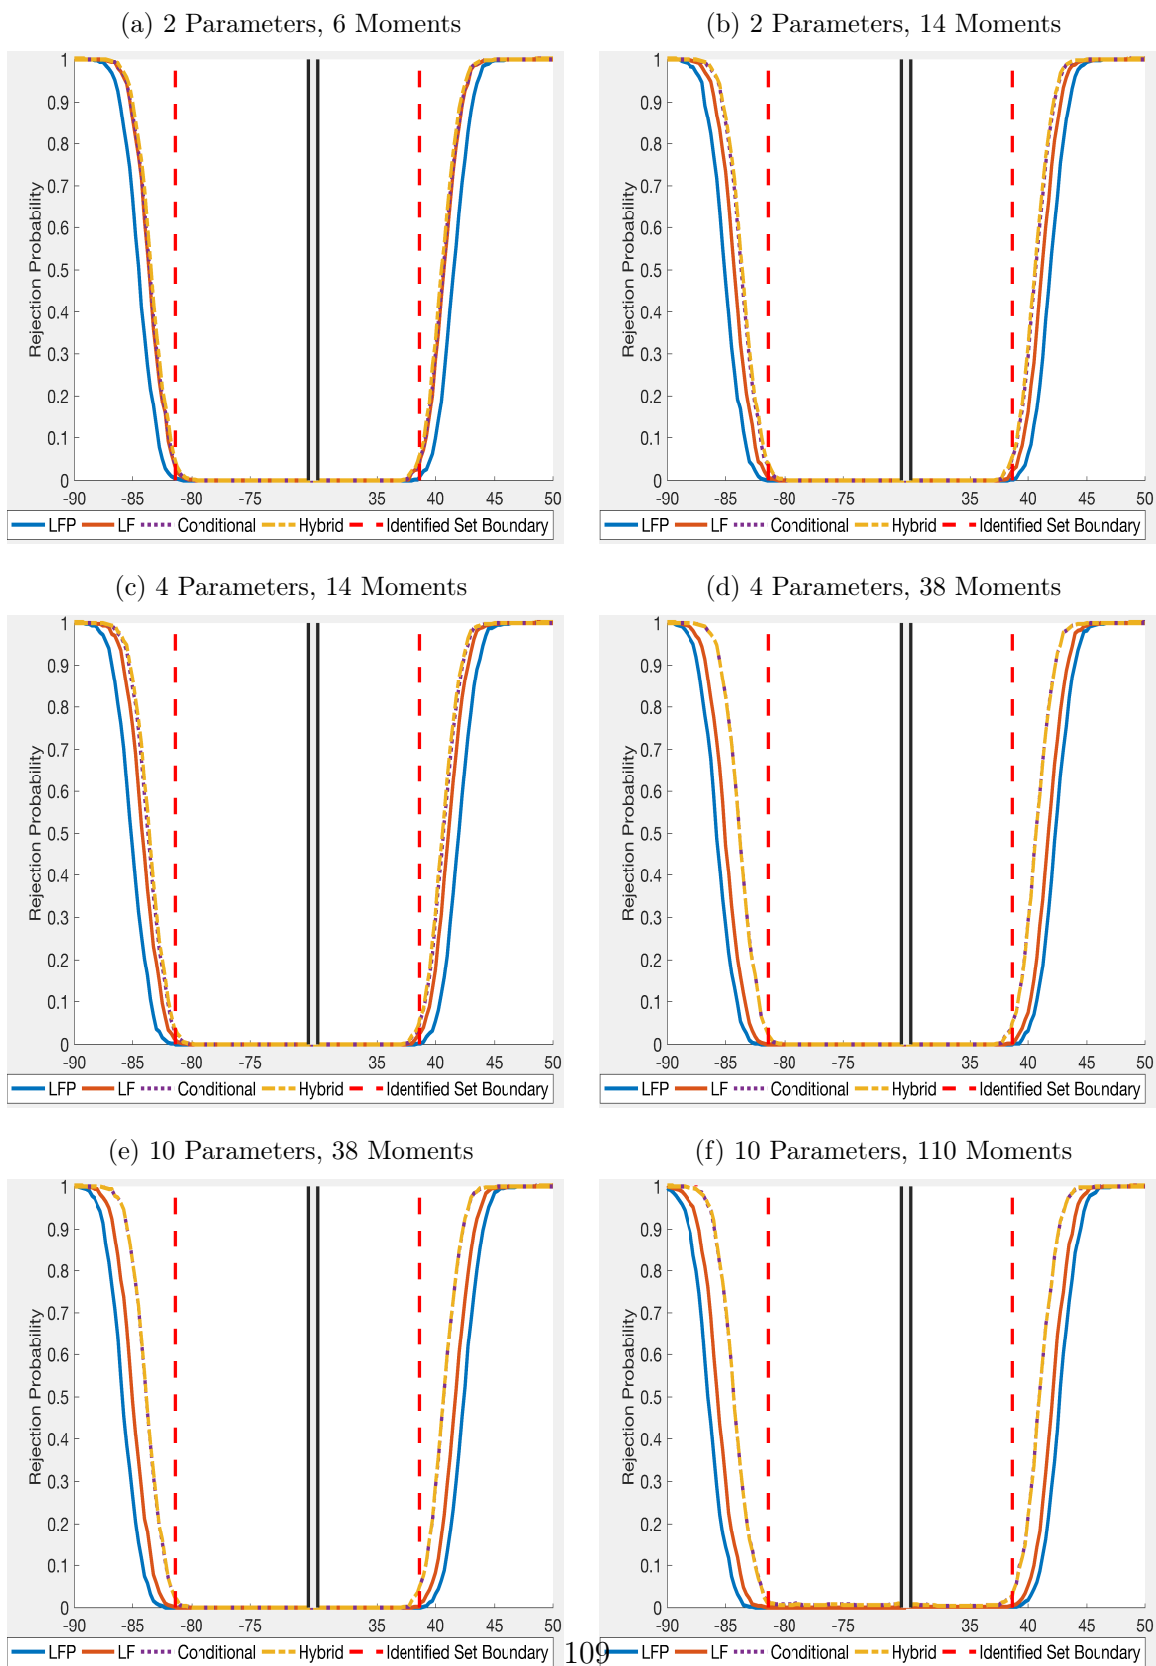 (a) 2 Parameters, 6 Moments
(b) 2 Parameters, 14 Moments
Rejection Probability
1
0.9
0.8
0.7
0.6
0.5
0.4
0.3
0.2
0.1
0
-90 -85 -80 -75 35 40 45 50
LFP LF Conditional Hybrid Identified Set Boundary
Rejection Probability
1
0.9
0.8
0.7
0.6
0.5
0.4
0.3
0.2
0.1
0
-90 -85 -80 -75 35 40 45 50
LFP LF Conditional Hybrid Identified Set Boundary
(c) 4 Parameters, 14 Moments
(d) 4 Parameters, 38 Moments
Rejection Probability
1
0.9
0.8
0.7
0.6
0.5
0.4
0.3
0.2
0.1
0
-90 -85 -80 -75 35 40 45 50
LFP LF Conditional Hybrid Identified Set Boundary
Rejection Probability
1
0.9
0.8
0.7
0.6
0.5
0.4
0.3
0.2
0.1
0
-90 -85 -80 -75 35 40 45 50
LFP LF Conditional Hybrid Identified Set Boundary
(e) 10 Parameters, 38 Moments
(f) 10 Parameters, 110 Moments
Rejection Probability
1
0.9
0.8
0.7
0.6
0.5
0.4
0.3
0.2
0.1
0
-90 -85 -80 -75 35 40 45 50
LFP LF Conditional Hybrid Identified Set Boundary
Rejection Probability
1
0.9
0.8
0.7
0.6
0.5
0.4
0.3
0.2
0.1
0
-90 -85 -80 -75 35 40 45 50
LFP LF Conditional Hybrid Identified Set Boundary
109